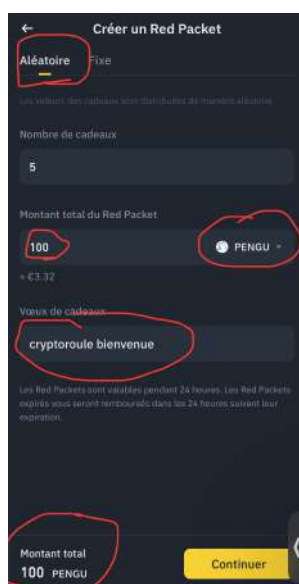 Créer un Red Packet
Aléatoire Fixe
Les valeurs des cadeaux sont distribuées de manière aléatoire
Nombre de cadeaux
5
Montant total du Red Packet
100 PENGU
≈ €3.32
Vœux de cadeaux
cryptoroule bienvenue
Les Red Packets sont valables pendant 24 heures. Les Red Packets
expirés vous seront remboursés dans les 24 heures suivant leur
expiration.
Montant total
100 PENGU
Continuer